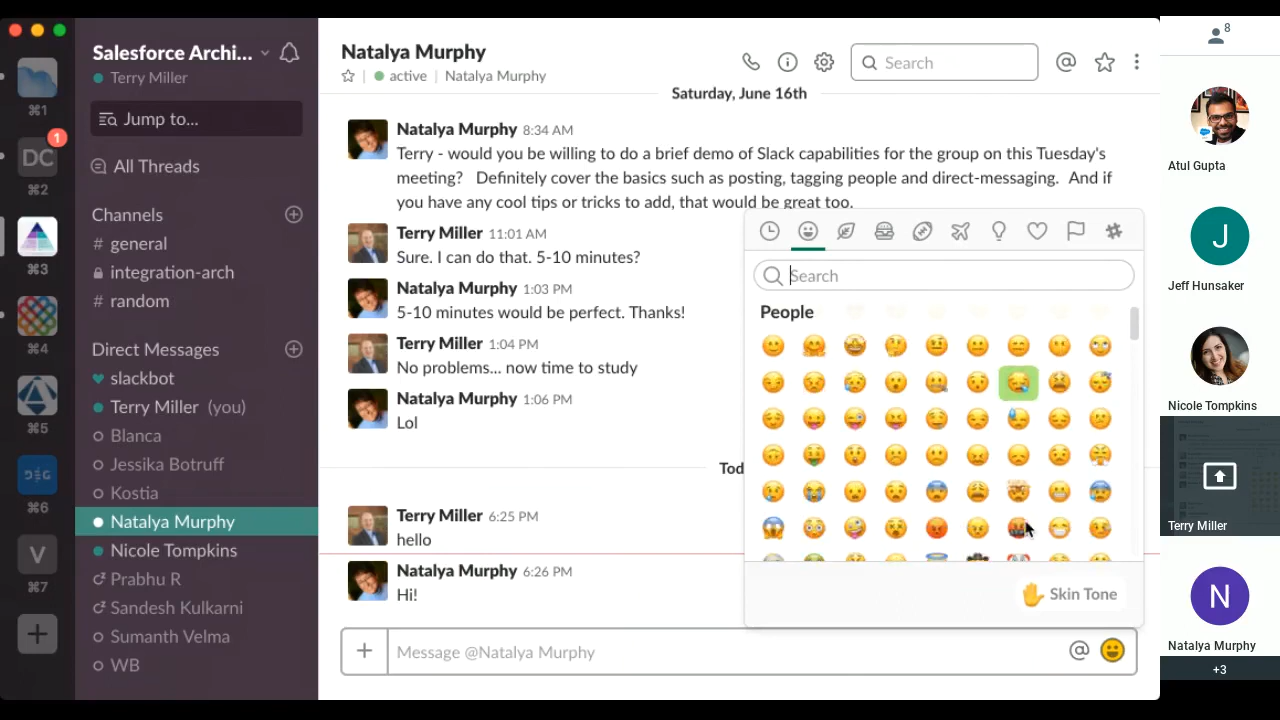 Salesforce Archi...
Terry Miller
Jump to...
All Threads
Channels
# general
integration-arch
# random
Direct Messages
slackbot
Terry Miller (you)
Blanca
Jessika Botruff
Kostia
Natalya Murphy
Nicole Tompkins
Prabhu R
Sandesh Kulkarni
Sumanth Velma
WB
⌘1
DC
1
⌘2
⌘3
⌘4
⌘5
DEG
⌘6
V
⌘7
Natalya Murphy
active | Natalya Murphy
Search
Saturday, June 16th
Natalya Murphy 8:34 AM
Terry - would you be willing to do a brief demo of Slack capabilities for the group on this Tuesday's
meeting? Definitely cover the basics such as posting, tagging people and direct-messaging. And if
you have any cool tips or tricks to add, that would be great too.
Terry Miller 11:01 AM
Sure. I can do that. 5-10 minutes?
Natalya Murphy 1:03 PM
5-10 minutes would be perfect. Thanks!
Terry Miller 1:04 PM
No problems... now time to study
Natalya Murphy 1:06 PM
Lol
Tod
Terry Miller 6:25 PM
hello
Natalya Murphy 6:26 PM
Hi!
Message @Natalya Murphy
Search
People
Skin Tone
8
Atul Gupta
J
Jeff Hunsaker
Nicole Tompkins
Terry Miller
N
Natalya Murphy
+3